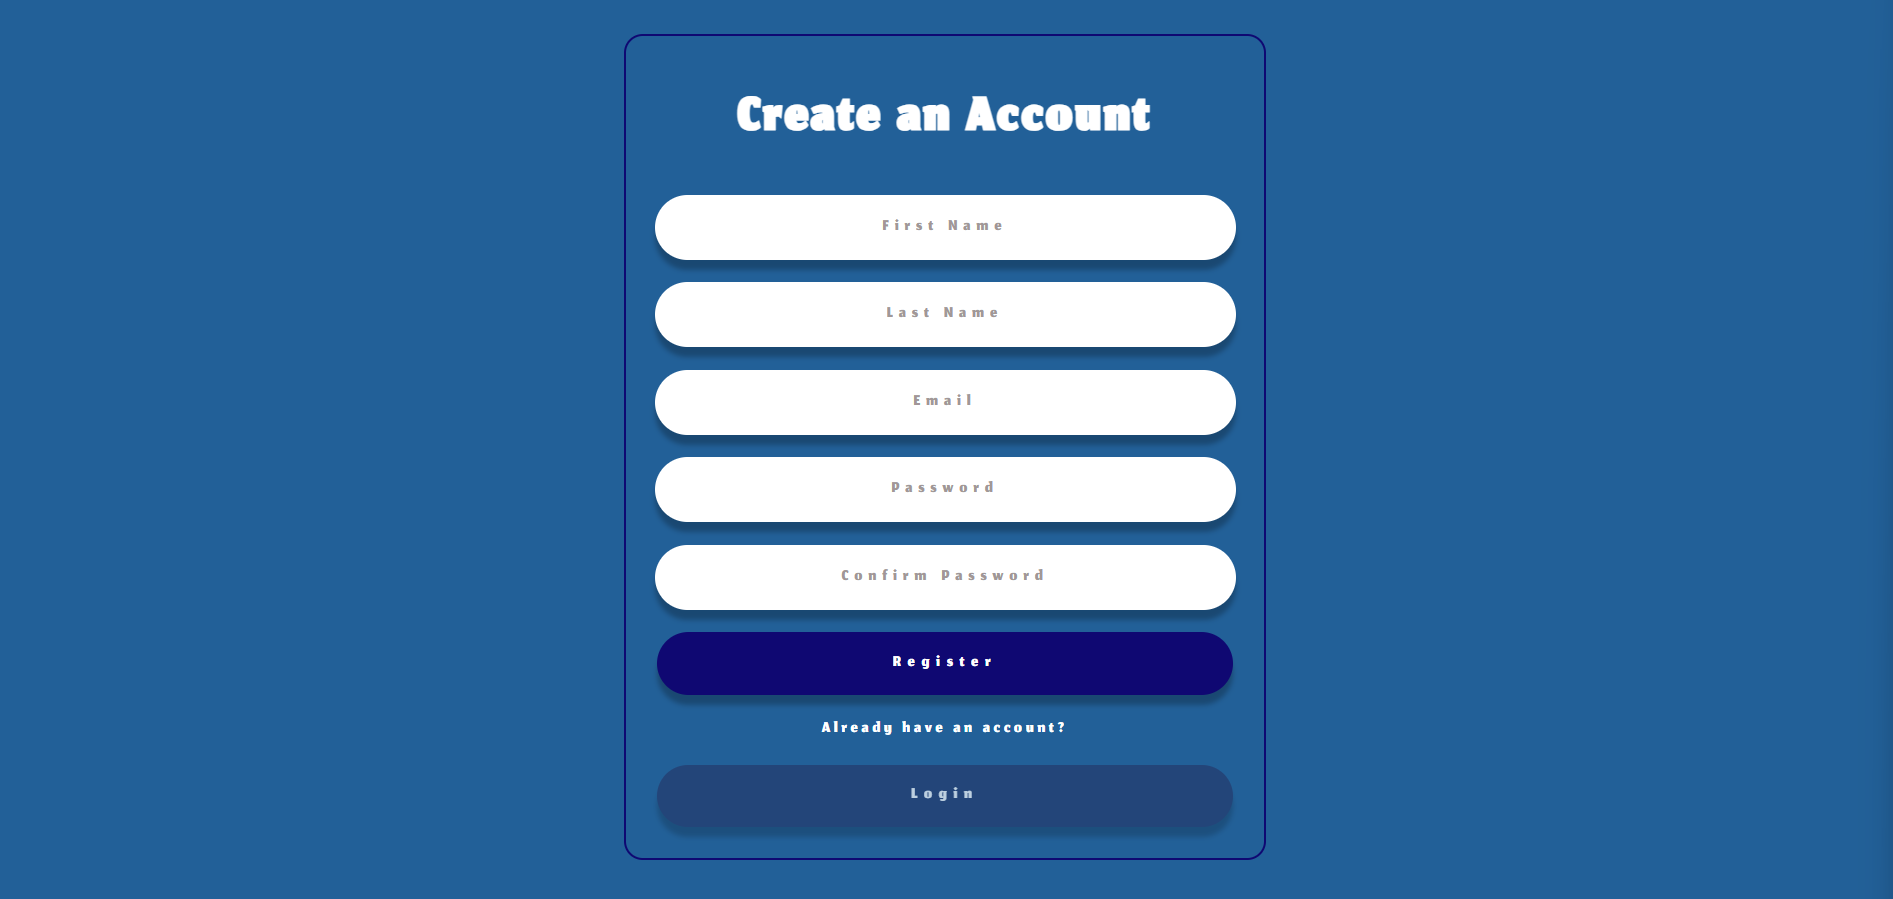 Create an Account
First Name
Last Name
Email
Password
Confirm Password
Register
Already have an account?
Login